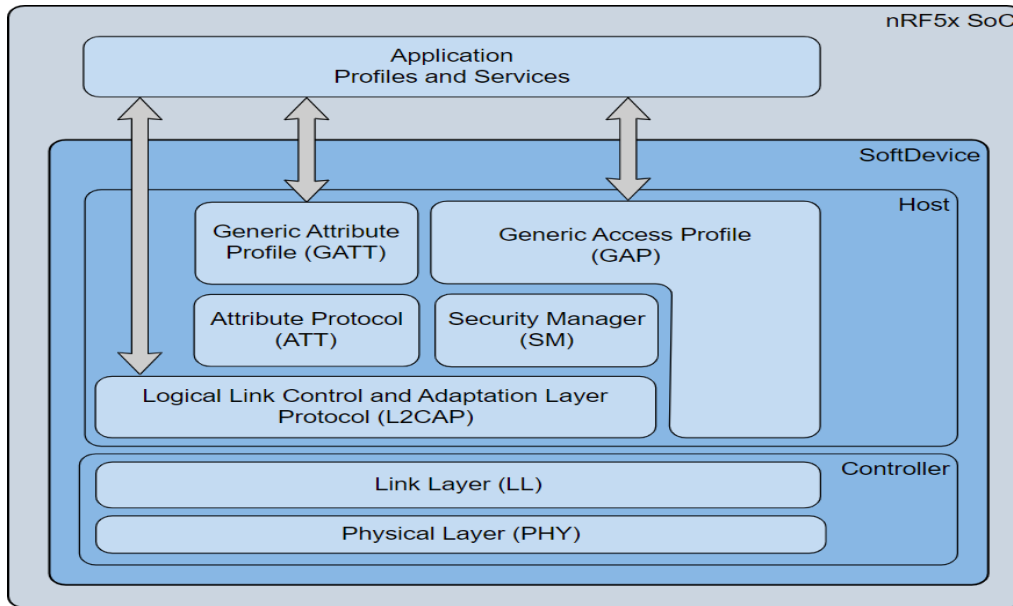 nRF5x SoC
Application
Profiles and Services
SoftDevice
Host
Generic Attribute
Profile (GATT)
Generic Access Profile
(GAP)
Attribute Protocol
(ATT)
Security Manager
(SM)
Logical Link Control and Adaptation Layer
Protocol (L2CAP)
Controller
Link Layer (LL)
Physical Layer (PHY)